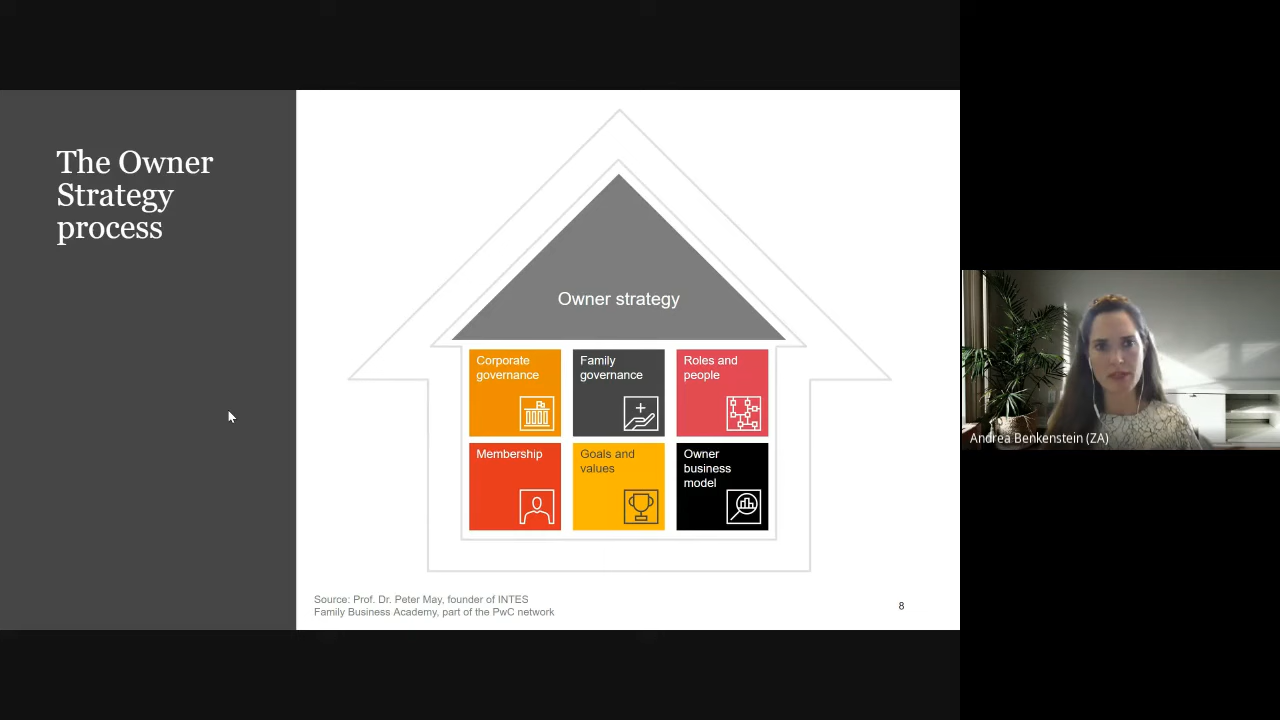 The Owner
Strategy
process
Owner strategy
Corporate
governance
Family
governance
Roles and
people
Membership
Goals and
values
Owner
business
model
Source: Prof. Dr. Peter May, founder of INTES
Family Business Academy, part of the PwC network
8
Andrea Benkenstein (ZA)